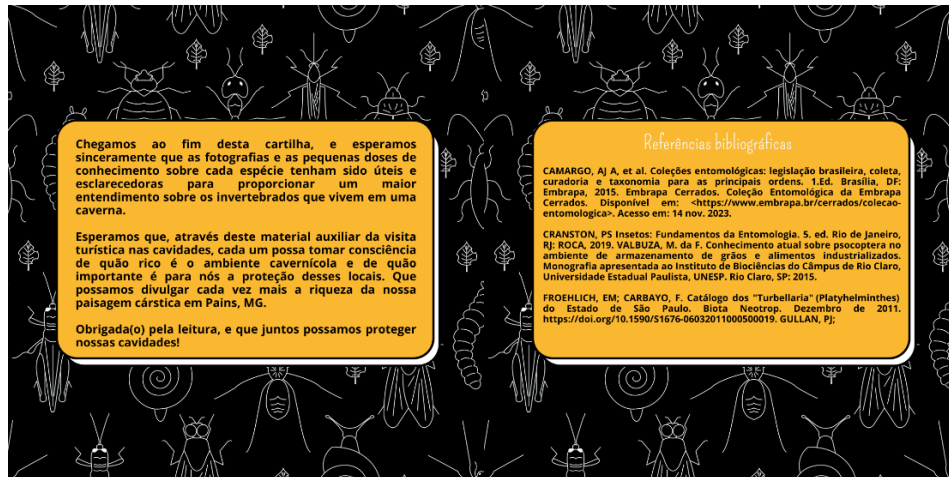 Chegamos ao fim desta cartilha, e esperamos
sinceramente que as fotografias e as pequenas doses de
conhecimento sobre cada espécie tenham sido úteis e
esclarecedoras para proporcionar um maior
entendimento sobre os invertebrados que vivem em uma
caverna.
Esperamos que, através deste material auxiliar da visita
turística nas cavidades, cada um possa tomar consciência
de quão rico é o ambiente cavernícola e de quão
importante é para nós a proteção desses locais. Que
possamos divulgar cada vez mais a riqueza da nossa
paisagem cárstica em Pains, MG.
Obrigada(o) pela leitura, e que juntos possamos proteger
nossas cavidades!
Referências bibliográficas
CAMARGO, AJ A, et al. Coleções entomológicas: legislação brasileira, coleta,
curadoria e taxonomia para as principais ordens. 1.Ed. Brasília, DF:
Embrapa, 2015. Embrapa Cerrados. Coleção Entomológica da Embrapa
Cerrados. Disponível em: <https://www.embrapa.br/cerrados/colecao-
entomologica>. Acesso em: 14 nov. 2023.
CRANSTON, PS Insetos: Fundamentos da Entomologia. 5. ed. Rio de Janeiro,
RJ: ROCA, 2019. VALBUZA, M. da F. Conhecimento atual sobre psocoptera no
ambiente de armazenamento de grãos e alimentos industrializados.
Monografia apresentada ao Instituto de Biociências do Câmpus de Rio Claro,
Universidade Estadual Paulista, UNESP. Rio Claro, SP: 2015.
FROEHLICH, EM; CARBAYO, F. Catálogo dos "Turbellaria" (Platyhelminthes)
do Estado de São Paulo. Biota Neotrop. Dezembro de 2011.
https://doi.org/10.1590/S1676-06032011000500019. GULLAN, PJ;